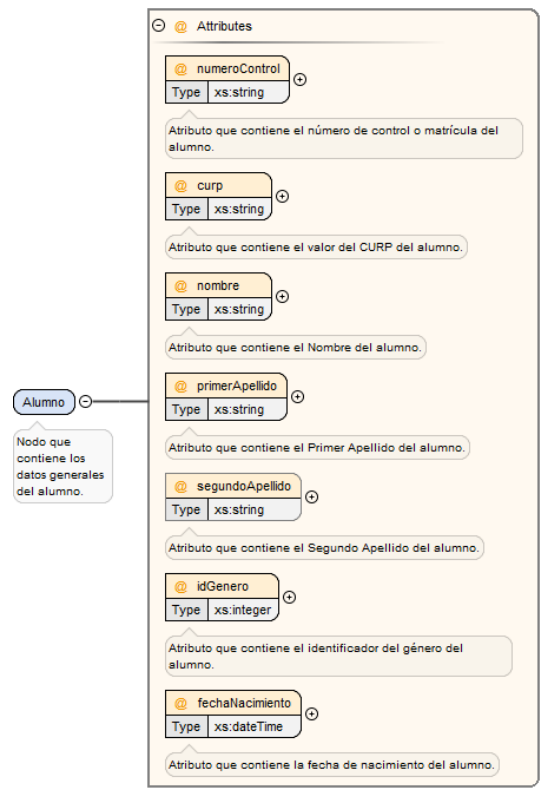 @ Attributes
@ numeroControl
Type xs:string
Atributo que contiene el número de control o matrícula del
alumno.
@ curp
Type xs:string
Atributo que contiene el valor del CURP del alumno.
@ nombre
Type xs:string
Atributo que contiene el Nombre del alumno.
@ primerApellido
Type xs:string
Atributo que contiene el Primer Apellido del alumno.
Alumno
Nodo que
contiene los
datos generales
del alumno.
@ segundoApellido
Type xs:string
Atributo que contiene el Segundo Apellido del alumno.
@ idGenero
Type xs:integer
Atributo que contiene el identificador del género del
alumno.
@ fechaNacimiento
Type xs:dateTime
Atributo que contiene la fecha de nacimiento del alumno.